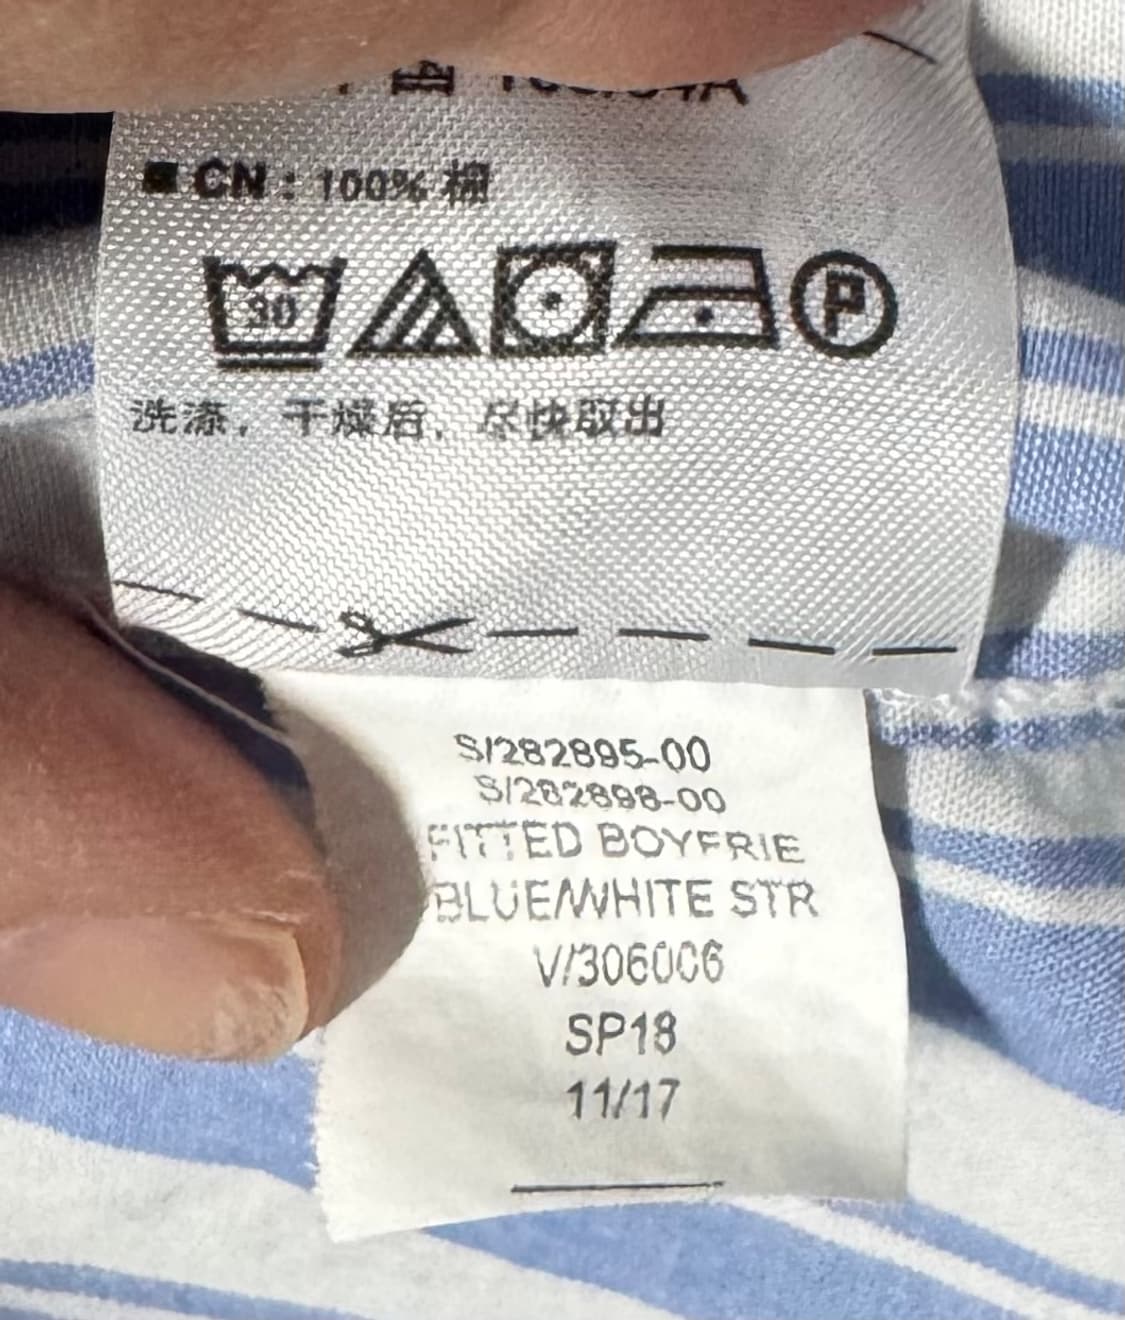 CN : 100% 棉
30
P
洗涤, 干燥后, 尽快取出
S/282895-00
S/282898-00
FITTED BOYFRIE
BLUE/WHITE STR
V/306006
SP18
11/17